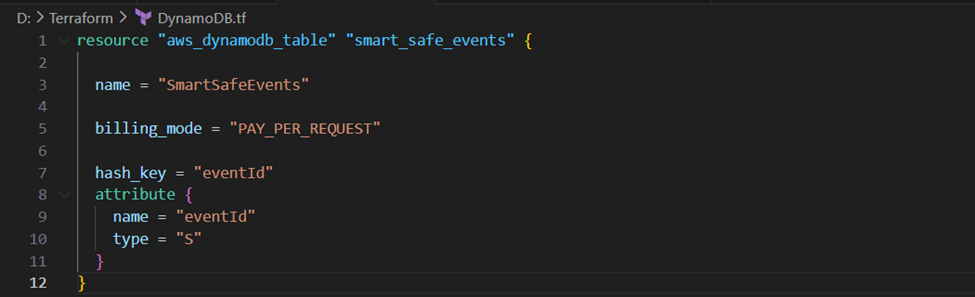 D: > Terraform > DynamoDB.tf
1 resource "aws_dynamodb_table" "smart_safe_events" {
2
3 name = "SmartSafeEvents"
4
5 billing_mode = "PAY_PER_REQUEST"
6
7 hash_key = "eventId"
8 attribute {
9 name = "eventId"
10 type = "S"
11 }
12 }